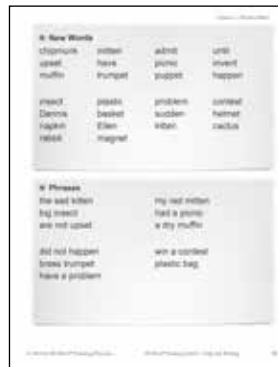 New Words
chipmunk mitten admit until
upset have picnic invent
muffin trumpet puppet happen
insect plastic problem contest
Dennis basket sudden helmet
napkin Ellen kitten cactus
rabbit magnet
Phrases
the sad kitten my red mitten
big insect had a picnic
are not upset a dry muffin
did not happen win a contest
brass trumpet plastic bag
have a problem